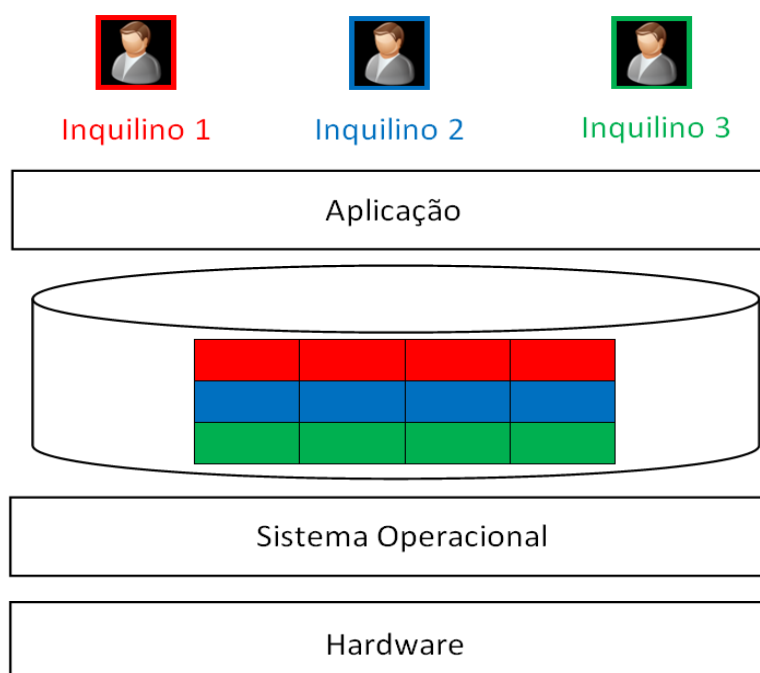 Inquilino 1
Inquilino 2
Inquilino 3
Aplicação
Sistema Operacional
Hardware